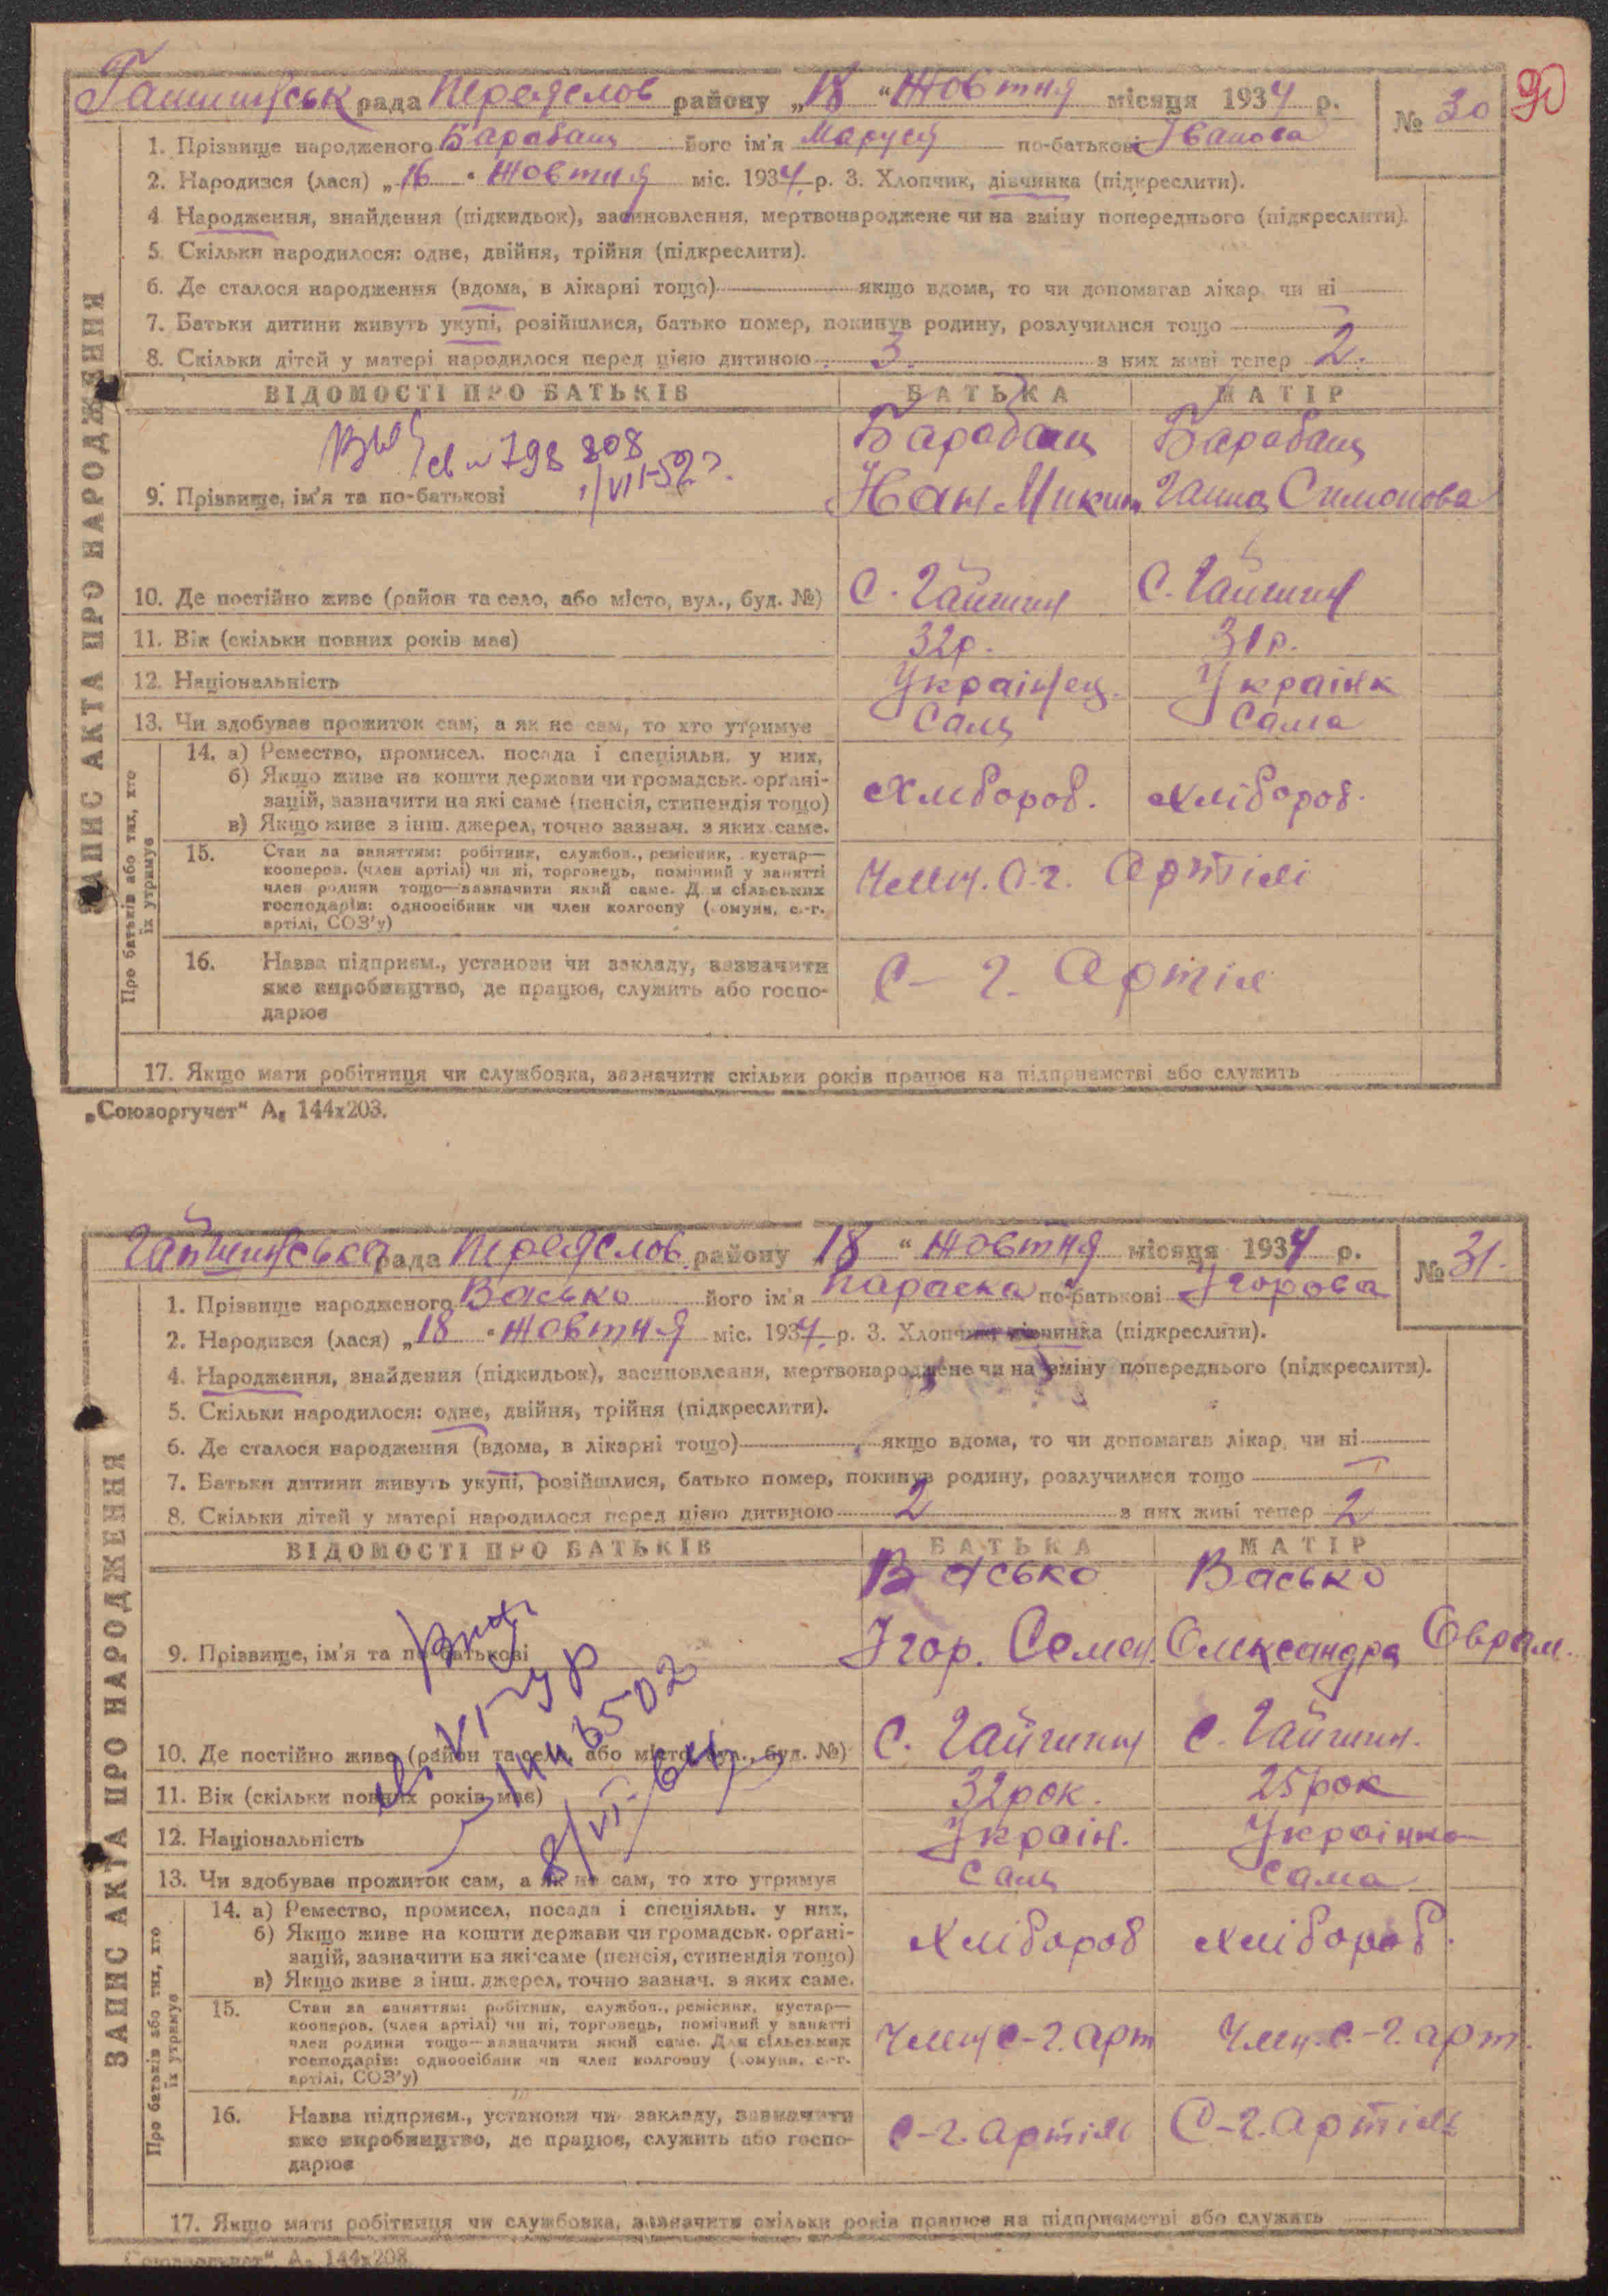 90
Гайшинськ рада Переяслов району „18 “ Жовтня місяця 1934 р.
№ 30
1. Прізвище народженого Барабаш його ім'я Маруся по-батькові Іванова
2. Народився (лася) „16 “ Жовтня міс. 1934 р. 3. Хлопчик, дівчинка (підкреслити).
4 Народження, знайдення (підкидьок), засиновлення, мертвонароджене чи на зміну попереднього (підкреслити).
5. Скільки народилося: одне, двійня, трійня (підкреслити).
6. Де сталося народження (вдома, в лікарні тощо) якщо вдома, то чи допомагав лікар, чи ні
7. Батьки дитини живуть укупі, розійшлися, батько помер, покинув родину, розлучилися тощо
8. Скільки дітей у матері народилося перед цією дитиною 3. з них живі тепер 2.
ЗАПИС АКТА ПРО НАРОДЖЕННЯ
ВІДОМОСТІ ПРО БАТЬКІВ БАТЬКА МАТІР
Барабаш Барабаш
798 808
9. Прізвище, ім'я та по-батькові Іван Микит. Ганна Симонова
10. Де постійно живе (район та село, або місто, вул., буд. №) С. Гайшин С. Гайшин
11. Вік (скільки повних років має) 32р. 31р.
12. Національність Українец. Українк
13. Чи здобував прожиток сам, а як не сам, то хто утримує Сам Сама
Про батьків або тих, хто їх утримує
14. а) Ремество, промисел, посада і спеціяльн. у них,
б) Якщо живе на кошти держави чи громадськ. орґані-
зацій, зазначити на які саме (пенсія, стипендія тощо) Хлібороб. Хлібороб.
в) Якщо живе з інш. джерел, точно зазнач. з яких саме.
15. Стан за заняттям: робітник, службов., ремісник, кустар—
кооперов. (член артілі) чи ні, торговець, помічний у занятті
член родини тощо—зазначити який саме. Для сільських
господарів: одноосібник чи член колгоспу (комуни, с.-г.
артілі, СОЗ'у)
Член. С.-г. Артілі
16. Назва підприєм., установи чи закладу, зазначити
яке виробництво, де працює, служить або госпо-
дарює
С-г. Артіл
17. Якщо мати робітниця чи службовка, зазначити скільки років працює на підприємстві або служить
„Союзоргучет“ А₅ 144х203.
Гайшинська рада Переяслов. району 18 “ Жовтня місяця 1934 р.
№ 31.
1. Прізвище народженого Васько його ім'я Параска по-батькові Ігорова
2. Народився (лася) „18 “ Жовтня міс. 1934 р. 3. Хлопчик, дівчинка (підкреслити).
4. Народження, знайдення (підкидьок), засиновлення, мертвонароджене чи на зміну попереднього (підкреслити).
5. Скільки народилося: одне, двійня, трійня (підкреслити).
6. Де сталося народження (вдома, в лікарні тощо) якщо вдома, то чи допомагав лікар, чи ні
7. Батьки дитини живуть укупі, розійшлися, батько помер, покинув родину, розлучилися тощо
8. Скільки дітей у матері народилося перед цією дитиною 2 з них живі тепер 2
ЗАПИС АКТА ПРО НАРОДЖЕННЯ
ВІДОМОСТІ ПРО БАТЬКІВ БАТЬКА МАТІР
Васько Васько
9. Прізвище, ім'я та по-батькові Ігор. Семен. Олександра Оврам.
10. Де постійно живе (район та село, або місто, вул., буд. №) С. Гайшин С. Гайшин.
11. Вік (скільки повних років має) 32рок. 25рок
12. Національність Україн. Українка
13. Чи здобував прожиток сам, а як не сам, то хто утримує Сам Сама
Про батьків або тих, хто їх утримує
14. а) Ремество, промисел, посада і спеціяльн. у них,
б) Якщо живе на кошти держави чи громадськ. орґані-
зацій, зазначити на які саме (пенсія, стипендія тощо) Хлібороб Хлібороб.
в) Якщо живе з інш. джерел, точно зазнач. з яких саме.
15. Стан за заняттям: робітник, службов., ремісник, кустар—
кооперов. (член артілі) чи ні, торговець, помічний у занятті
член родини тощо—зазначити який саме. Для сільських
господарів: одноосібник чи член колгоспу (комуни, с.-г.
артілі, СОЗ'у)
Член с-г. арт Член. с.-г. арт.
16. Назва підприєм., установи чи закладу, зазначити
яке виробництво, де працює, служить або госпо-
дарює
С-г. артіль С-г. артіль
17. Якщо мати робітниця чи службовка, зазначити скільки років працює на підприємстві або служить
„Союзоргучет“ А₅ 144х203